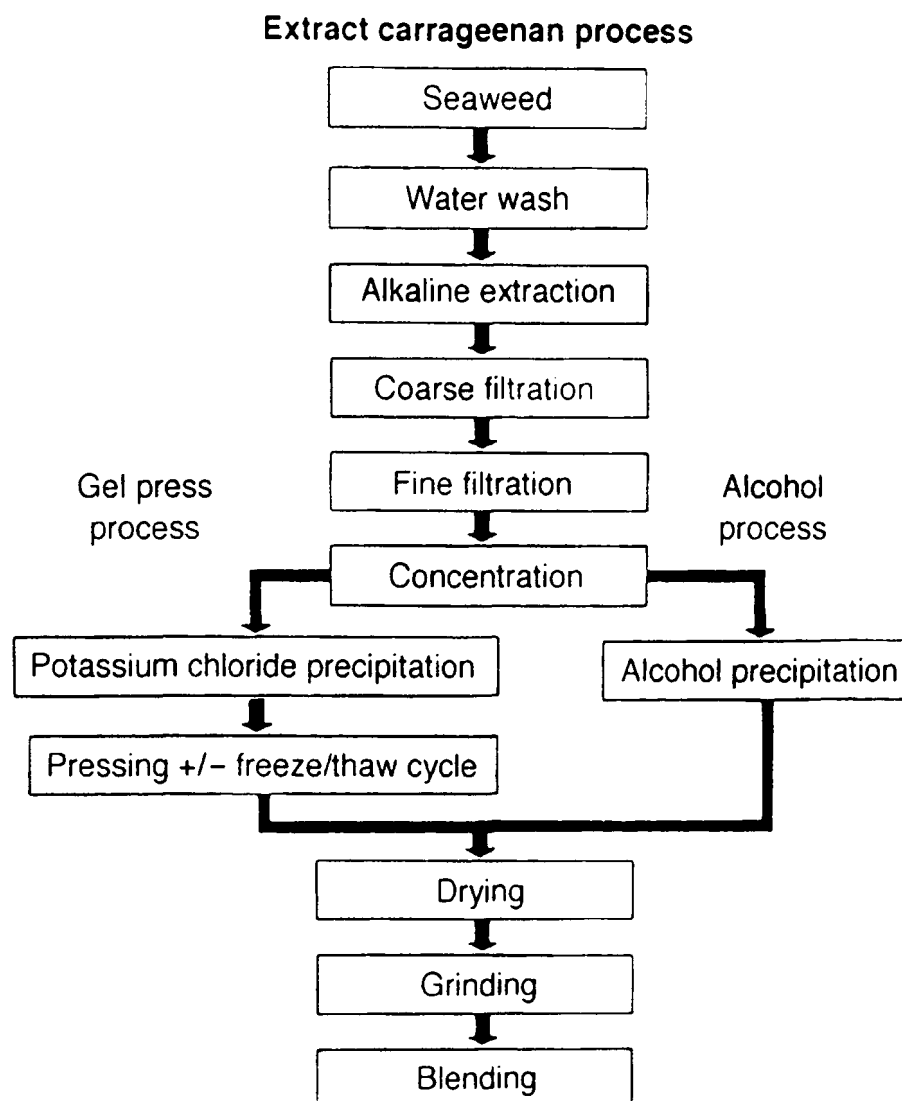 Extract carrageenan process
Seaweed
Water wash
Alkaline extraction
Coarse filtration
Fine filtration
Gel press
process
Alcohol
process
Concentration
Potassium chloride precipitation
Alcohol precipitation
Pressing +/− freeze/thaw cycle
Drying
Grinding
Blending